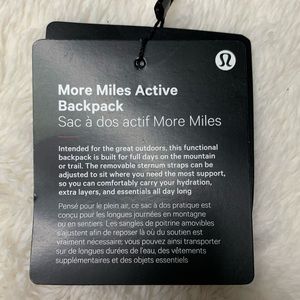 More Miles Active
Backpack
Sac à dos actif More Miles
Intended for the great outdoors, this functional
backpack is built for full days on the mountain
or trail. The removable sternum straps can be
adjusted to sit where you need the most support,
so you can comfortably carry your hydration,
extra layers, and essentials all day long
Pensé pour le plein air, ce sac à dos pratique est
conçu pour les longues journées en montagne
ou en sentiers. Les sangles de poitrine amovibles
s'ajustent afin de reposer là où du soutien est
vraiment nécessaire; vous pouvez ainsi transporter
sur de longues durées de l'eau, des vêtements
supplémentaires et des objets essentiels